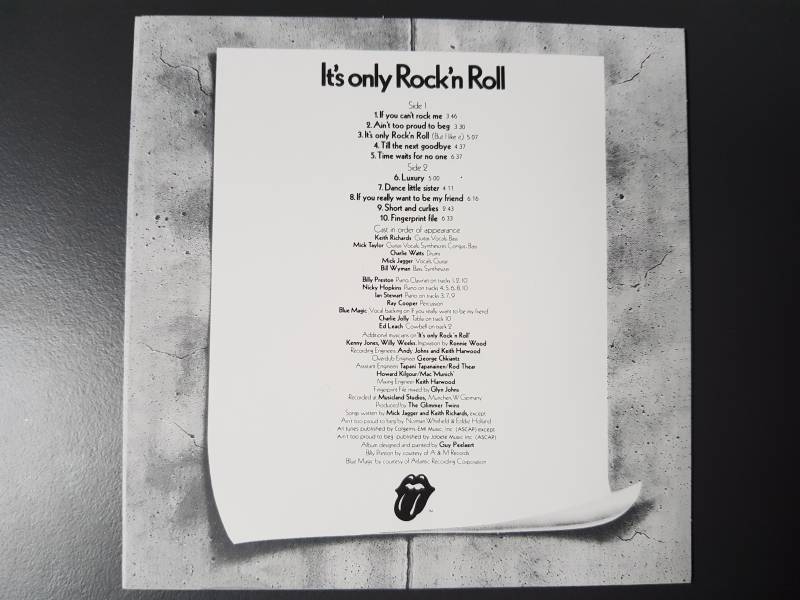 It's only Rock'n Roll
Side 1
1. If you can't rock me 3:46
2. Ain't too proud to beg 3:30
3. It's only Rock'n Roll (But I like it) 5:07
4. Till the next goodbye 4:37
5. Time waits for no one 6:37
Side 2
6. Luxury 5:00
7. Dance little sister 4:11
8. If you really want to be my friend 6:16
9. Short and curlies 2:43
10. Fingerprint file 6:33
Cast in order of appearance
Keith Richards Guitar Vocals Bass
Mick Taylor Guitar Vocals Synthesizer Congas Bass
Charlie Watts Drums
Mick Jagger Vocals Guitar
Bill Wyman Bass Synthesizer
Billy Preston Piano, Clavinet on tracks 1, 2, 10
Nicky Hopkins Piano on tracks 4, 5, 6, 8, 10
Ian Stewart Piano on tracks 3, 7, 9
Ray Cooper Percussion
Blue Magic Vocal backing on If you really want to be my friend
Charlie Jolly Tabla on track 10
Ed Leach Cowbell on track 2
Additional musicians on 'It's only Rock'n Roll'
Kenny Jones, Willy Weeks. Inspiration by Ronnie Wood
Recording Engineers Andy Johns and Keith Harwood
Overdub Engineer George Chkiantz
Assistant Engineers Tapani Tapanainen/Rod Thear
Howard Kilgour/Mac 'Munich'
Mixing Engineer Keith Harwood
Fingerprint File mixed by Glyn Johns
Recorded at Musicland Studios, München, W Germany
Produced by The Glimmer Twins
Songs written by Mick Jagger and Keith Richards, except
Ain't too proud to beg by Norman Whitfield & Eddie Holland
All tunes published by Colgems-EMI Music, Inc. (ASCAP) except
Ain't too proud to beg published by Jobete Music Inc (ASCAP)
Album designed and painted by Guy Peelaert
Billy Preston by courtesy of A & M Records
Blue Magic by courtesy of Atlantic Recording Corporation